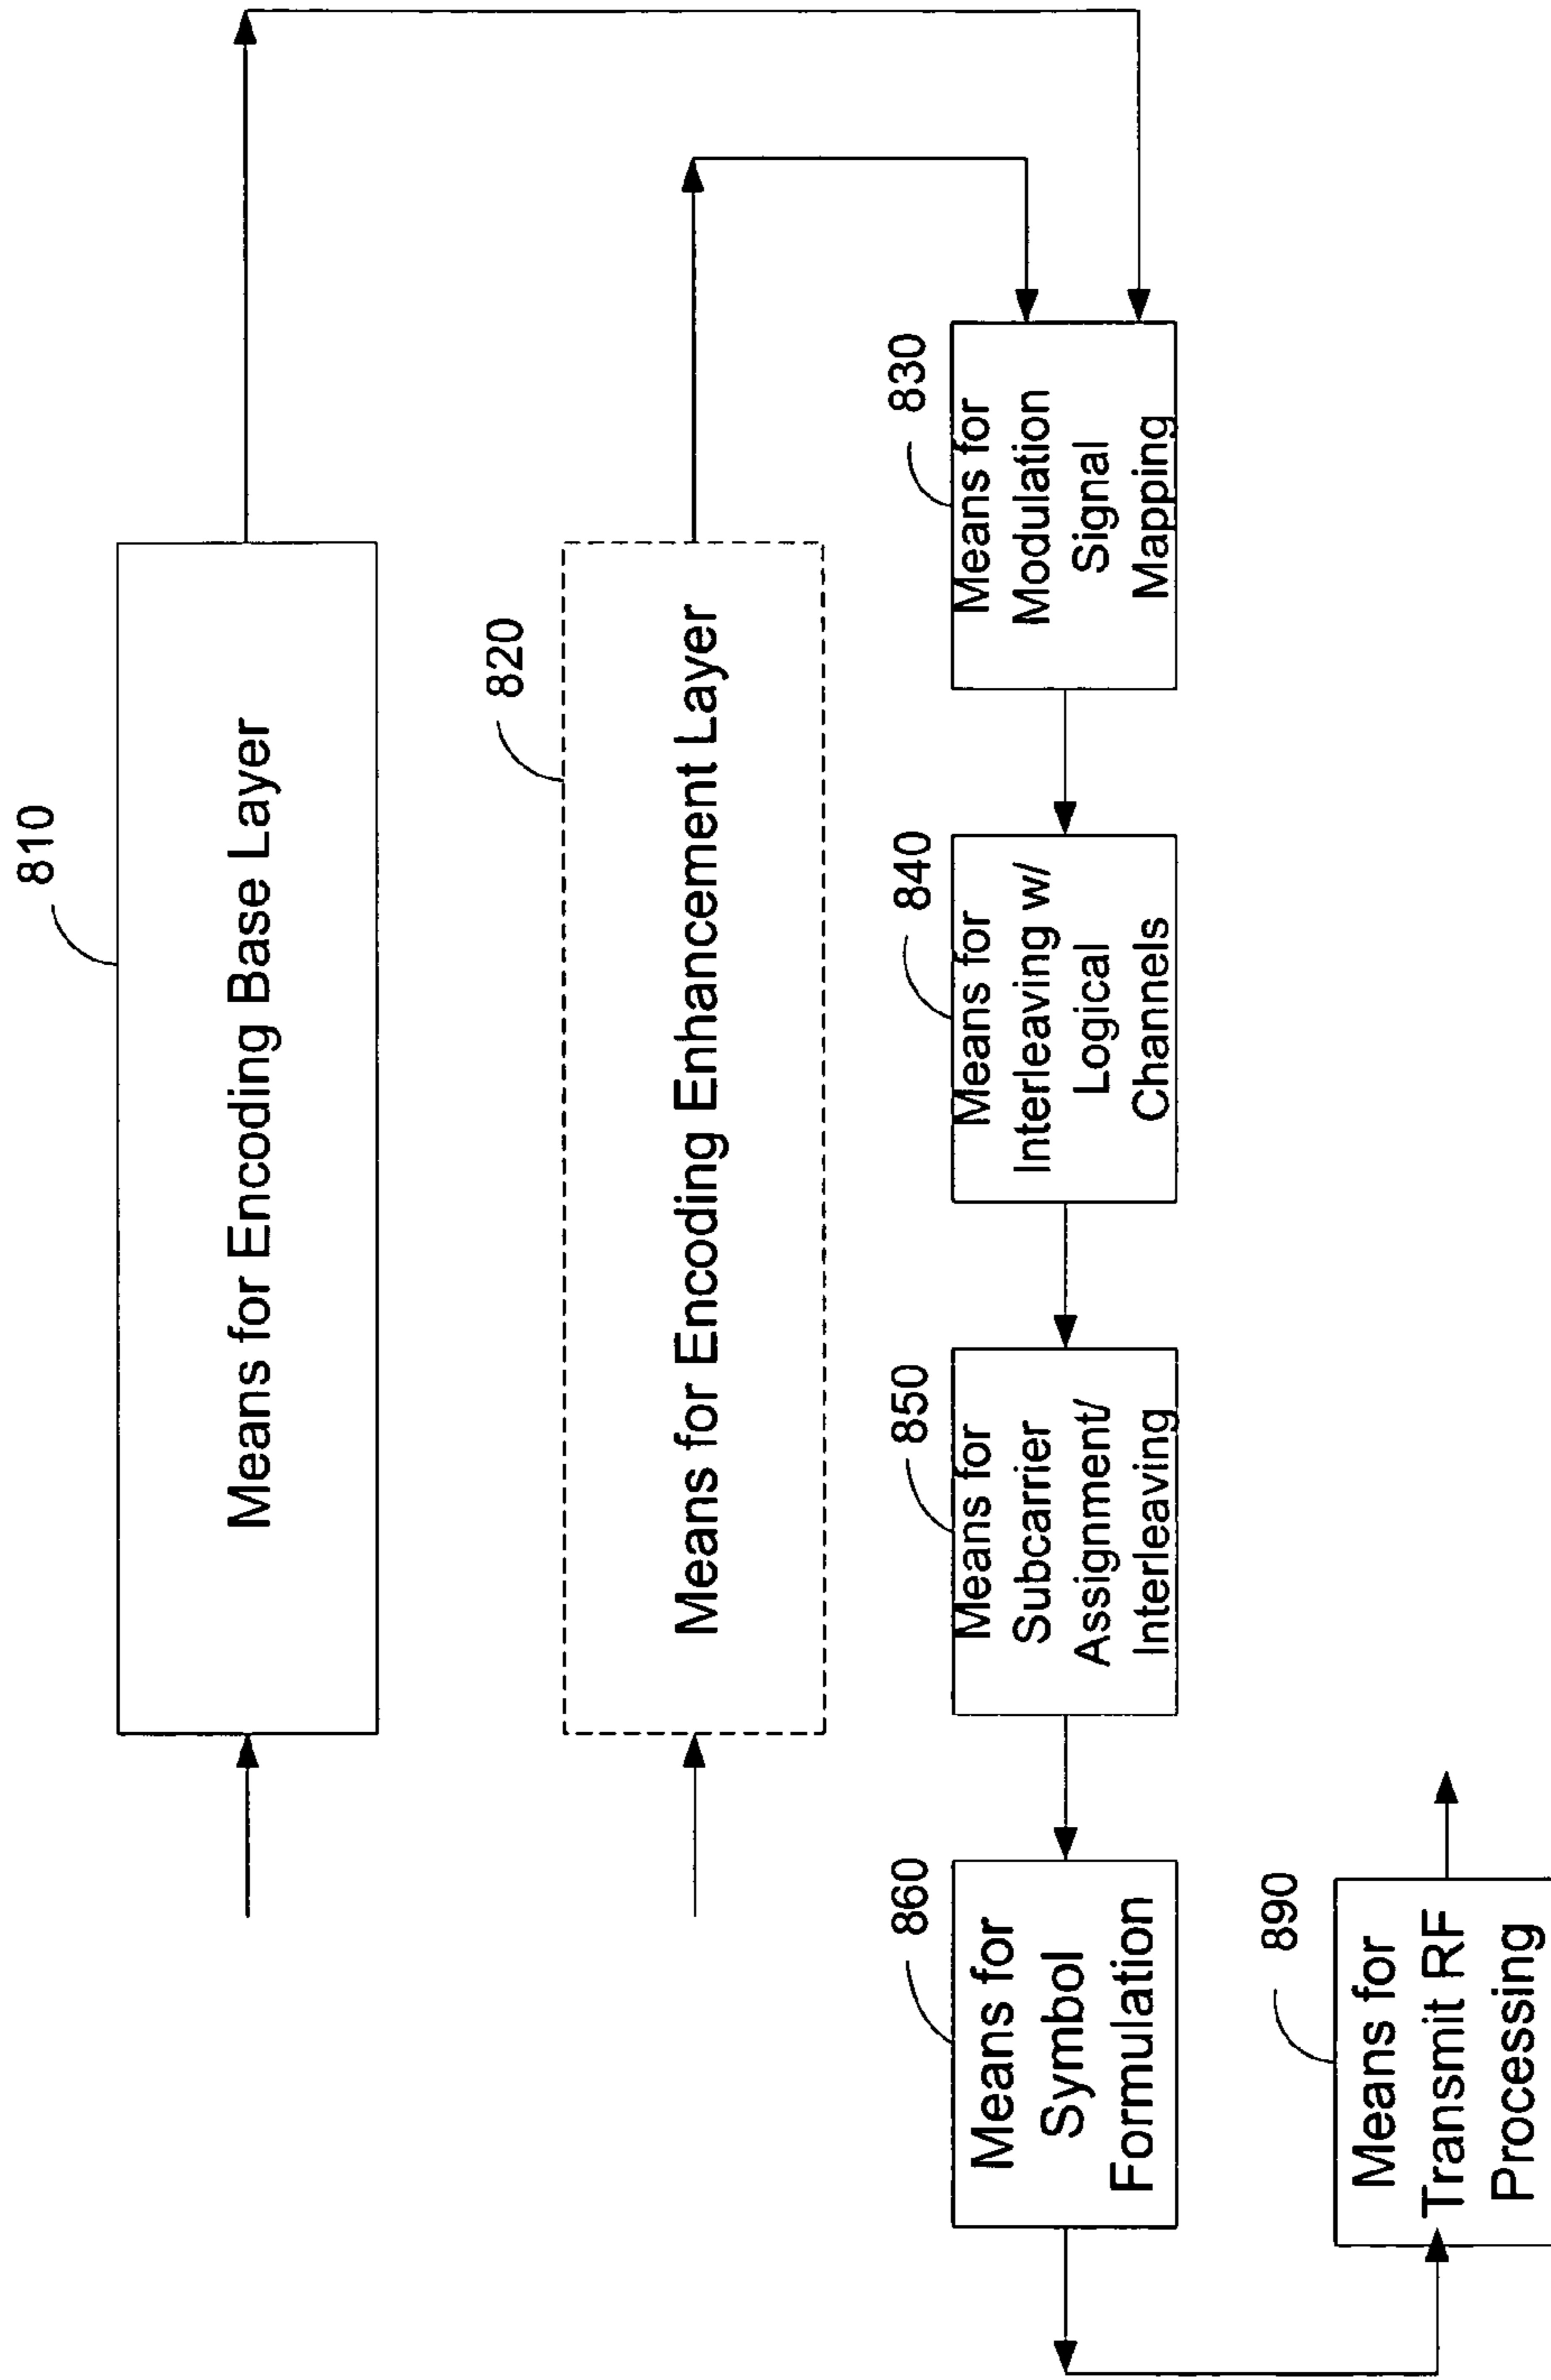 810
Means for Encoding Base Layer
820
Means for Encoding Enhancement Layer
830
Means for
Modulation
Signal
Mapping
840
Means for
Interleaving w/
Logical
Channels
850
Means for
Subcarrier
Assignment/
Interleaving
860
Means for
Symbol
Formulation
890
Means for
Transmit RF
Processing